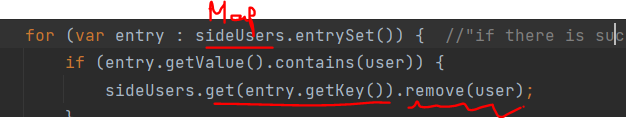 Map
for (var entry : sideUsers.entrySet()) {  //"if there is suc
if (entry.getValue().contains(user)) {
sideUsers.get(entry.getKey()).remove(user);
}